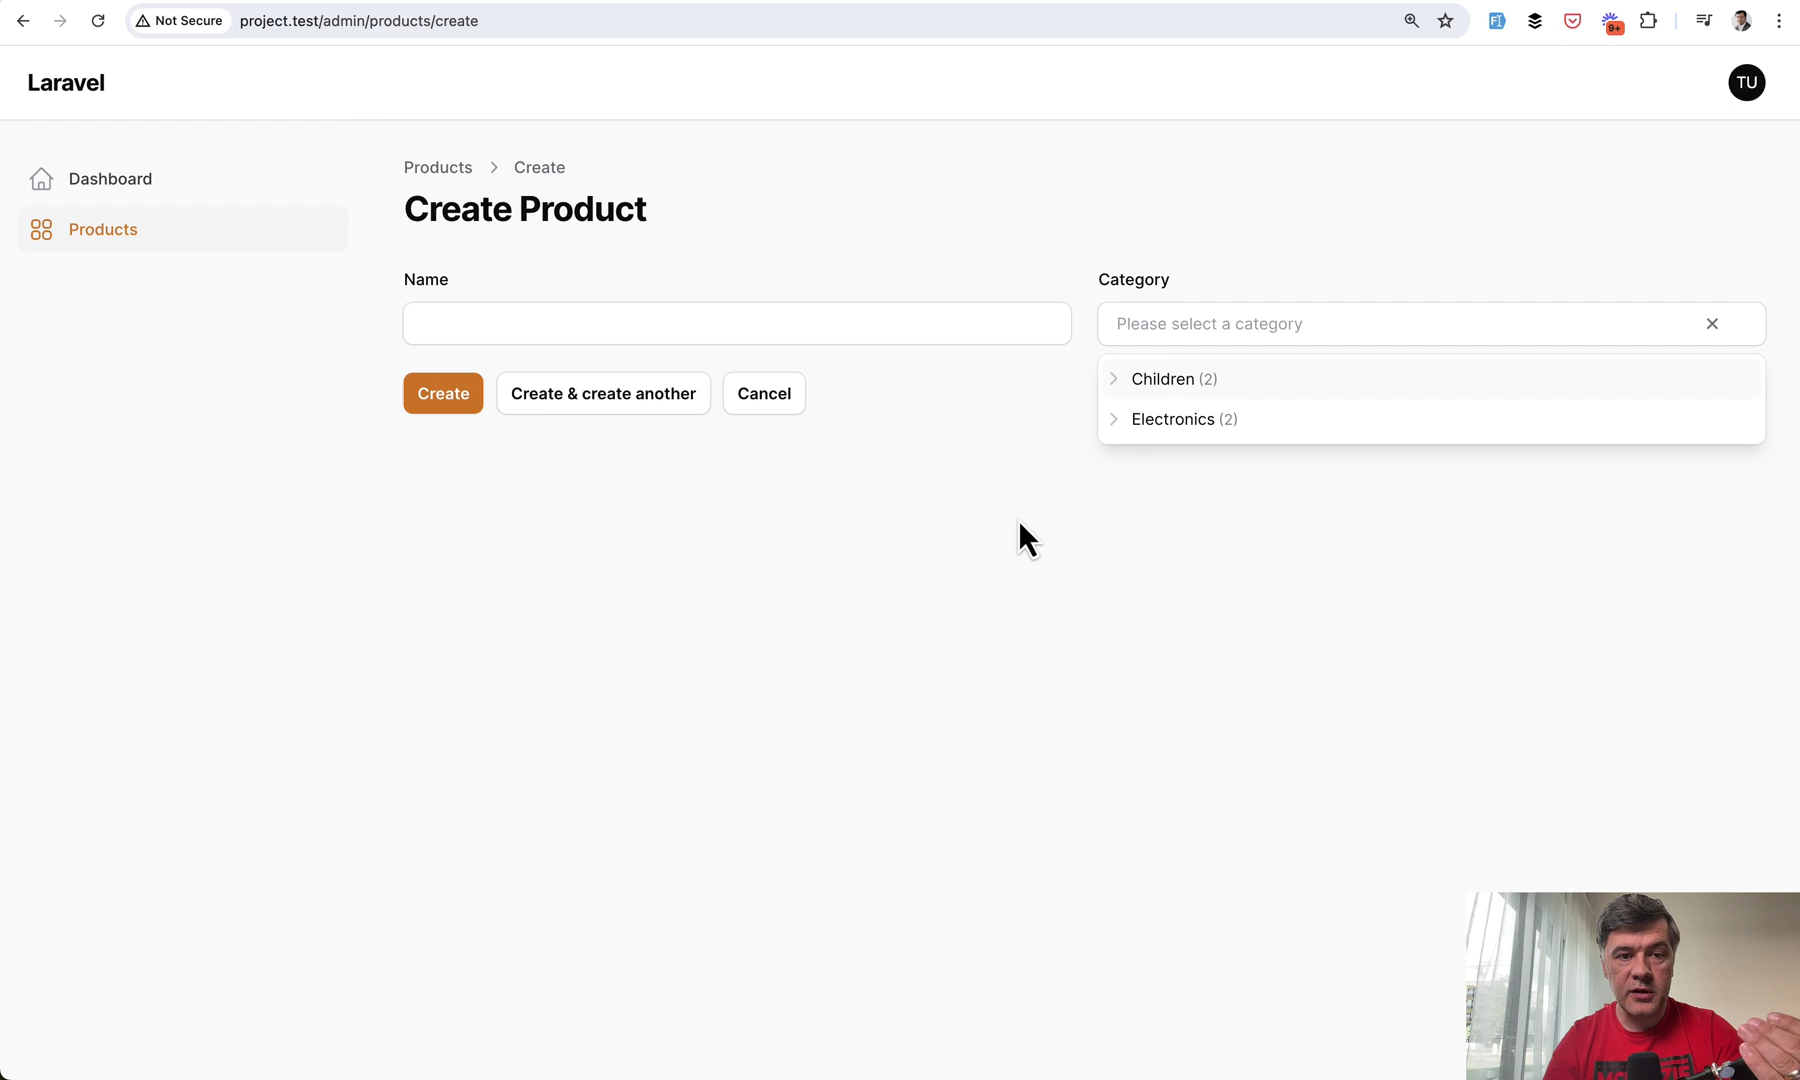 Not Secure project.test/admin/products/create
9+
Laravel
TU
Dashboard
Products
Products > Create
Create Product
Name
Category
Please select a category
Create
Create & create another
Cancel
Children (2)
Electronics (2)